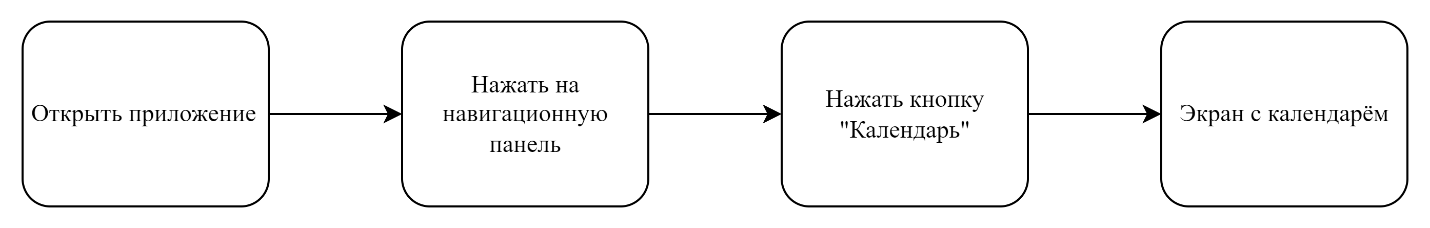 Открыть приложение
Нажать на
навигационную
панель
Нажать кнопку
"Календарь"
Экран с календарём